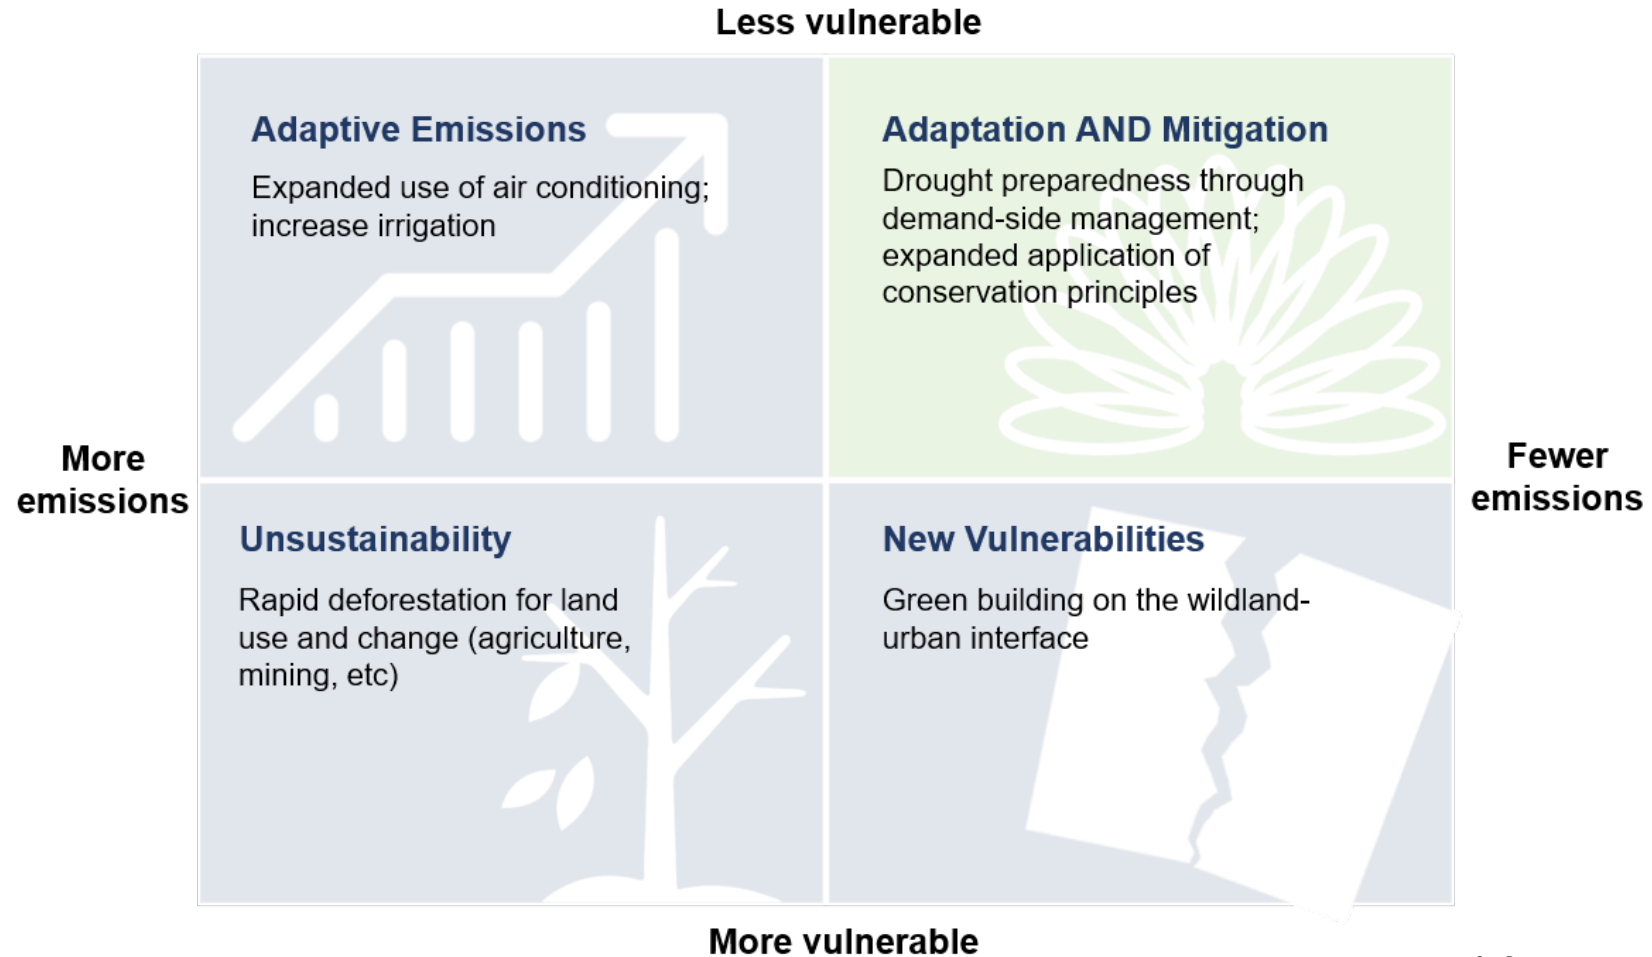 Less vulnerable
Adaptive Emissions
Expanded use of air conditioning;
increase irrigation
Adaptation AND Mitigation
Drought preparedness through
demand-side management;
expanded application of
conservation principles
More
emissions
Fewer
emissions
Unsustainability
Rapid deforestation for land
use and change (agriculture,
mining, etc)
New Vulnerabilities
Green building on the wildland-
urban interface
More vulnerable